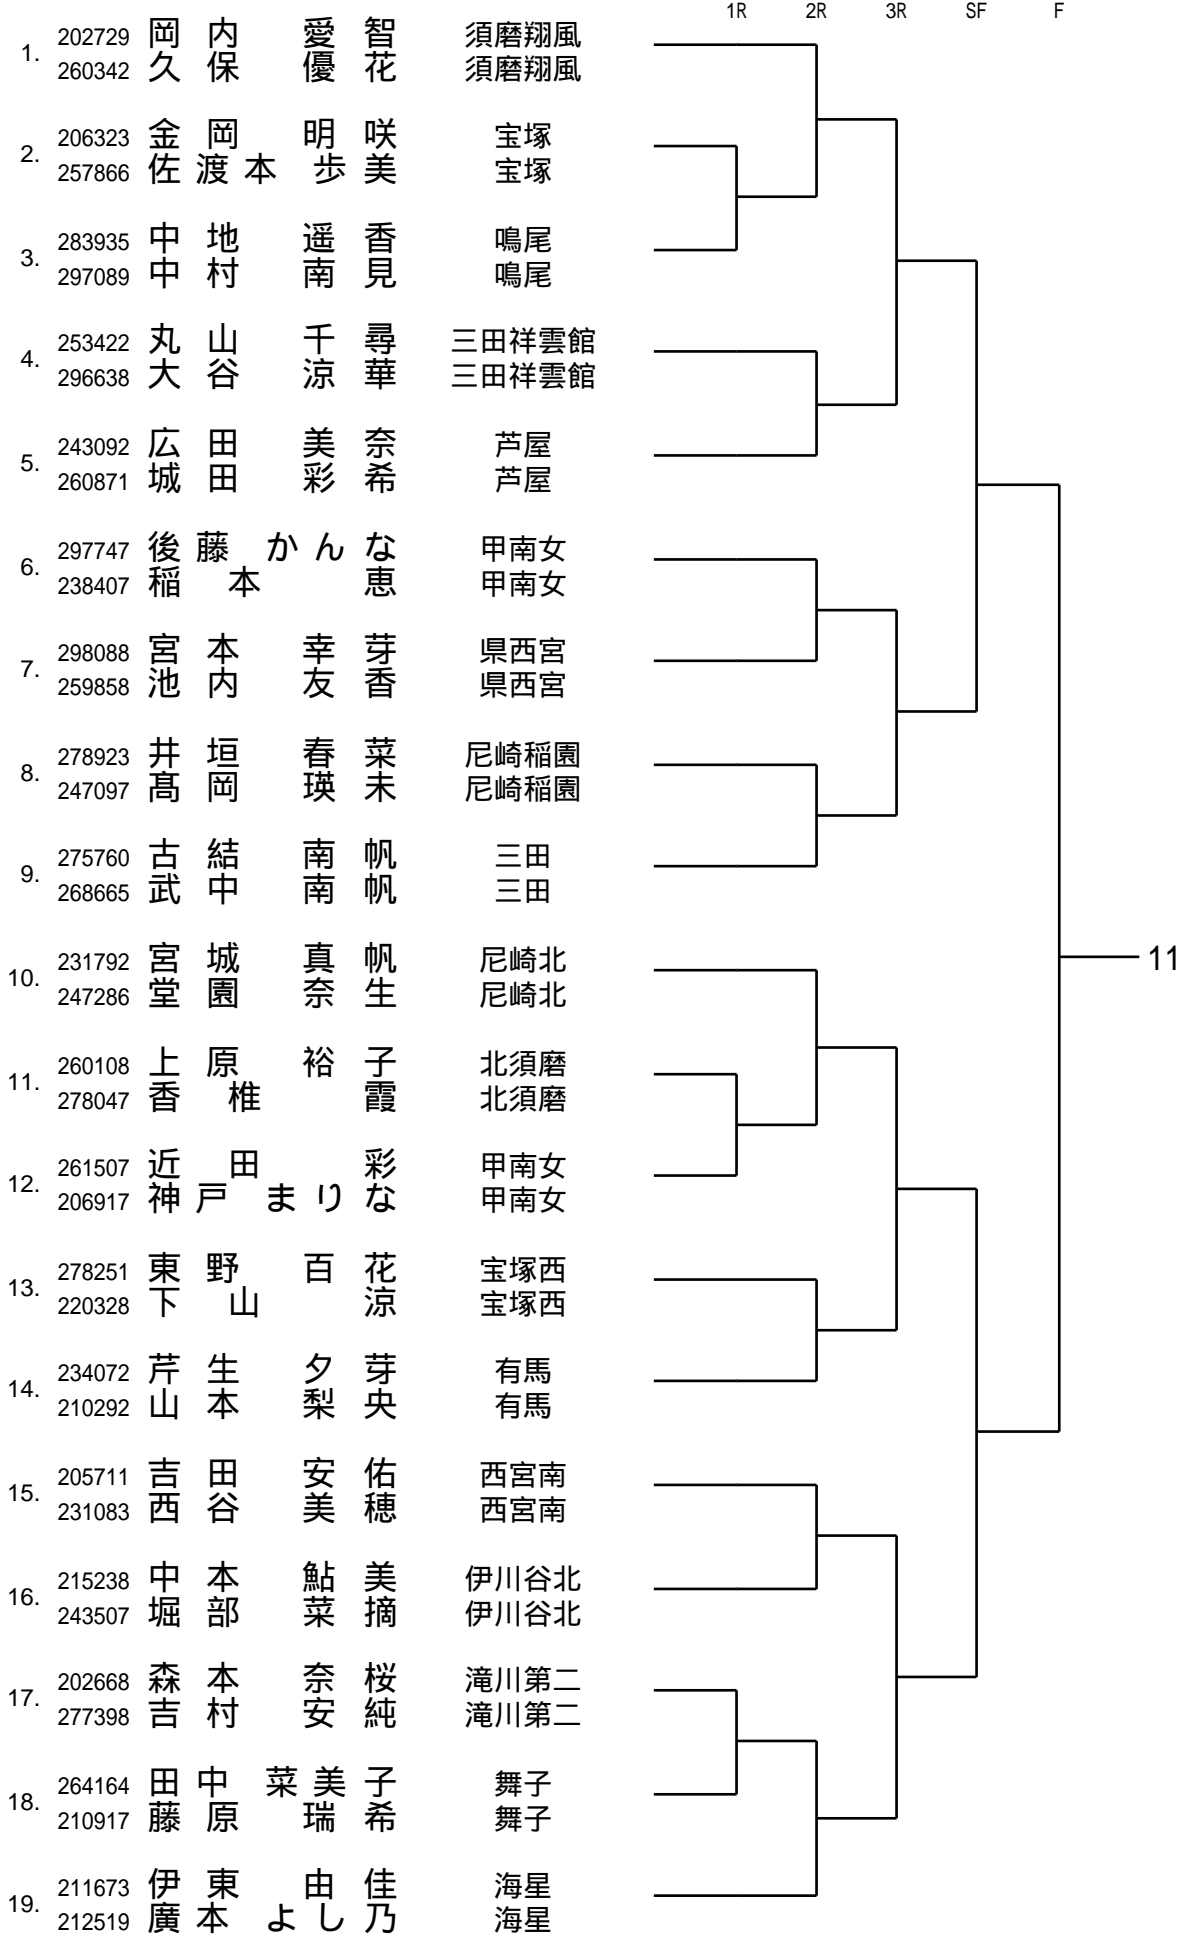 1R 2R 3R SF F
1. 202729 岡内 愛智 須磨翔風
260342 久保 優花 須磨翔風
2. 206323 金岡 明咲 宝塚
257866 佐渡本 歩美 宝塚
3. 283935 中地 遥香 鳴尾
297089 中村 南見 鳴尾
4. 253422 丸山 千尋 三田祥雲館
296638 大谷 涼華 三田祥雲館
5. 243092 広田 美奈 芦屋
260871 城田 彩希 芦屋
6. 297747 後藤 かんな 甲南女
238407 稲本 恵 甲南女
7. 298088 宮本 幸芽 県西宮
259858 池内 友香 県西宮
8. 278923 井垣 春菜 尼崎稲園
247097 髙岡 瑛未 尼崎稲園
9. 275760 古結 南帆 三田
268665 武中 南帆 三田
10. 231792 宮城 真帆 尼崎北
247286 堂園 奈生 尼崎北
11
11. 260108 上原 裕子 北須磨
278047 香椎 霞 北須磨
12. 261507 近田 彩 甲南女
206917 神戸 まりな 甲南女
13. 278251 東野 百花 宝塚西
220328 下山 涼 宝塚西
14. 234072 芹生 夕芽 有馬
210292 山本 梨央 有馬
15. 205711 吉田 安佑 西宮南
231083 西谷 美穂 西宮南
16. 215238 中本 鮎美 伊川谷北
243507 堀部 菜摘 伊川谷北
17. 202668 森本 奈桜 滝川第二
277398 吉村 安純 滝川第二
18. 264164 田中 菜美子 舞子
210917 藤原 瑞希 舞子
19. 211673 伊東 由佳 海星
212519 廣本 よし乃 海星